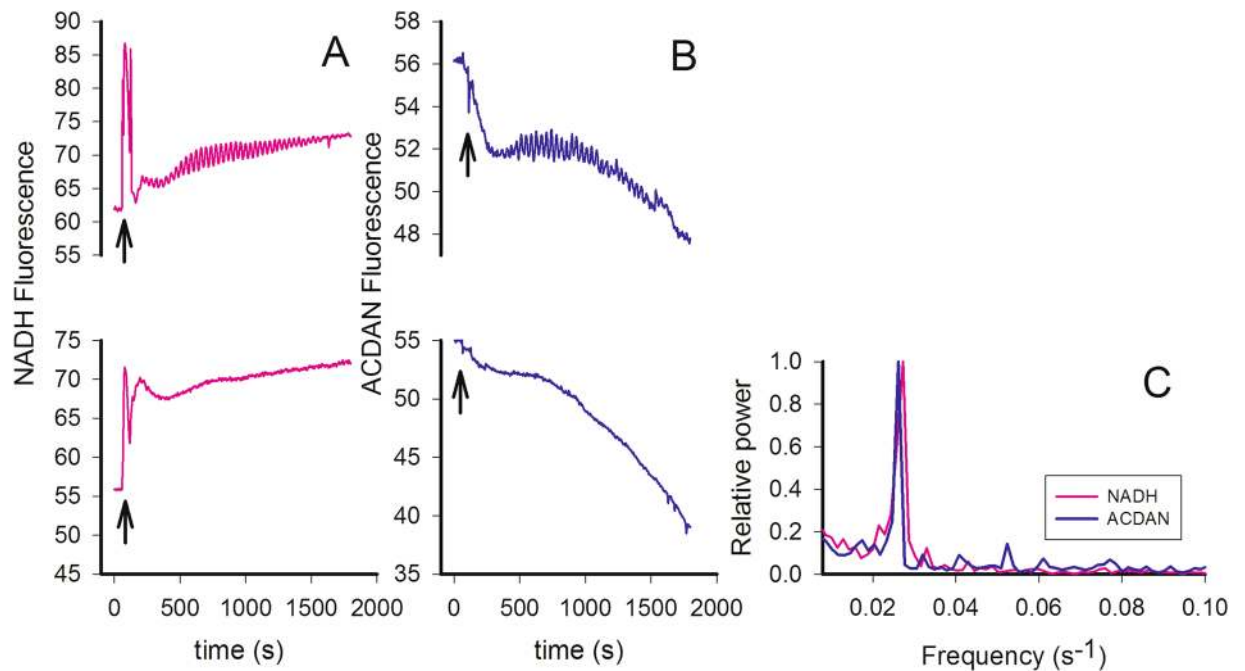 A
B
NADH Fluorescence
90
85
80
75
70
65
60
55
ACDAN Fluorescence
58
56
54
52
50
48
75
70
65
60
55
50
45
0 500 1000 1500 2000
time (s)
55
50
45
40
35
0 500 1000 1500 2000
time (s)
C
Relative power
1.0
0.8
0.6
0.4
0.2
0.0
NADH
ACDAN
0.02 0.04 0.06 0.08 0.10
Frequency (s-1)